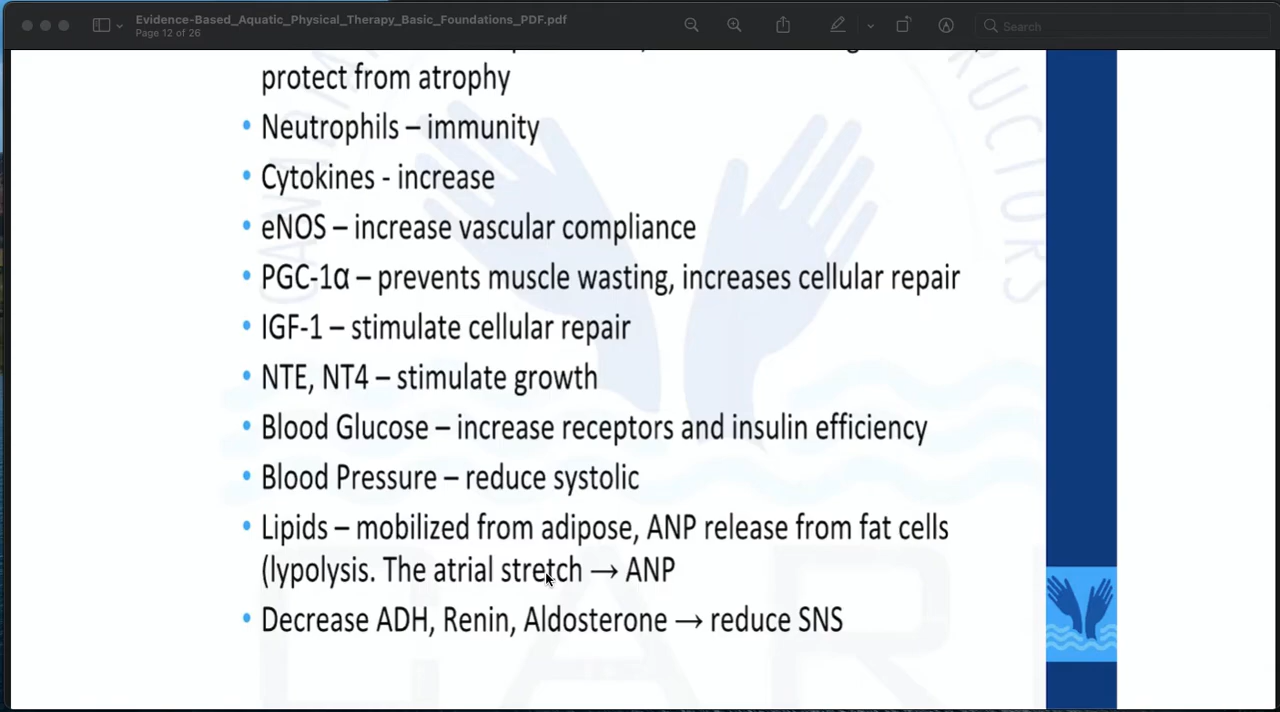 Evidence-Based_Aquatic_Physical_Therapy_Basic_Foundations_PDF.pdf
Page 12 of 26
Search
protect from atrophy
• Neutrophils – immunity
• Cytokines - increase
• eNOS – increase vascular compliance
• PGC-1α – prevents muscle wasting, increases cellular repair
• IGF-1 – stimulate cellular repair
• NTE, NT4 – stimulate growth
• Blood Glucose – increase receptors and insulin efficiency
• Blood Pressure – reduce systolic
• Lipids – mobilized from adipose, ANP release from fat cells
(lypolysis. The atrial stretch → ANP
• Decrease ADH, Renin, Aldosterone → reduce SNS